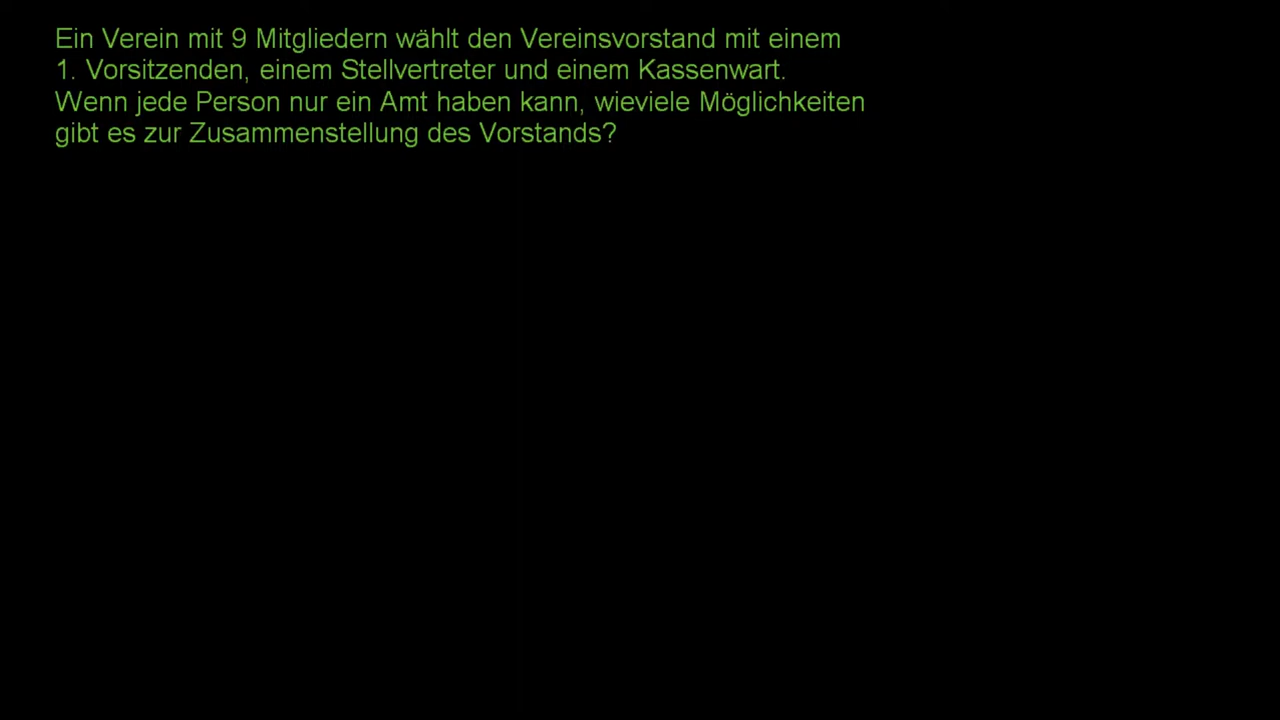 Ein Verein mit 9 Mitgliedern wählt den Vereinsvorstand mit einem
1. Vorsitzenden, einem Stellvertreter und einem Kassenwart.
Wenn jede Person nur ein Amt haben kann, wieviele Möglichkeiten
gibt es zur Zusammenstellung des Vorstands?